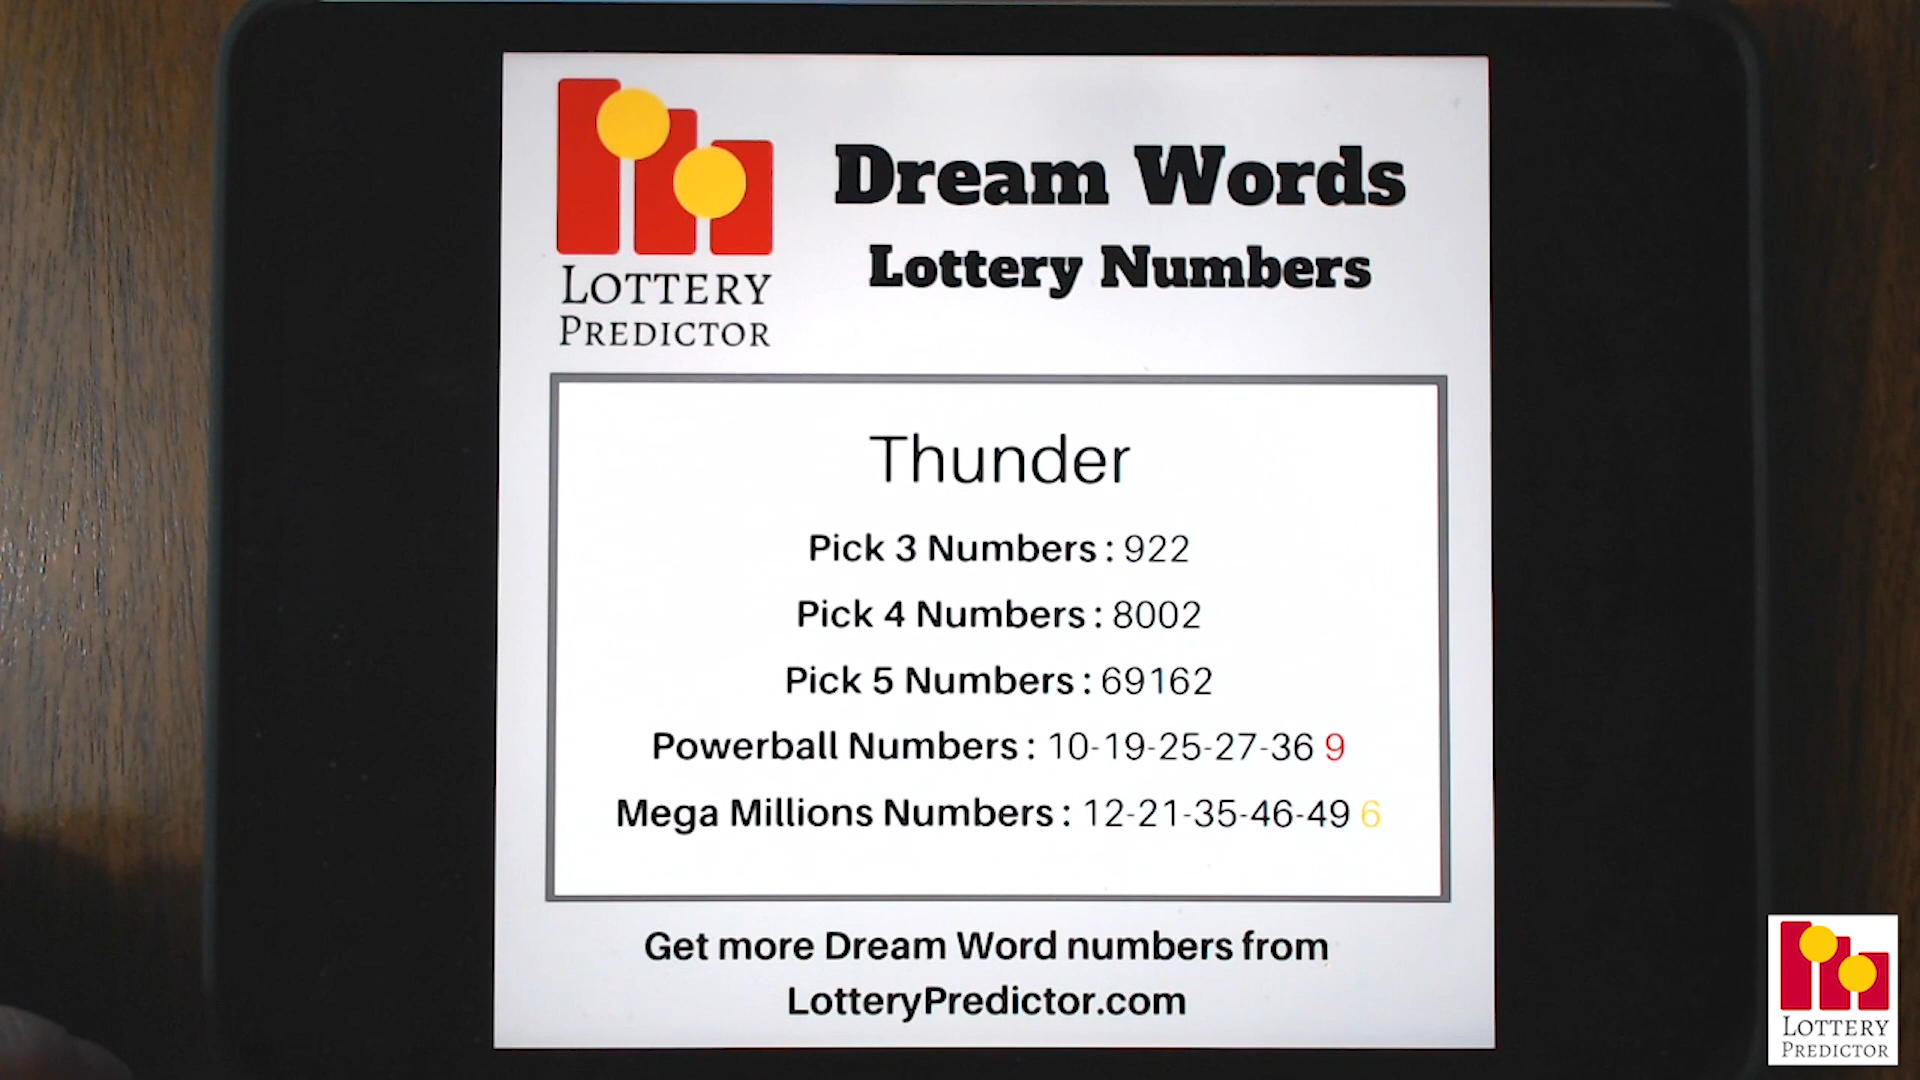 LOTTERY
PREDICTOR
Dream Words
Lottery Numbers
Thunder
Pick 3 Numbers : 922
Pick 4 Numbers : 8002
Pick 5 Numbers : 69162
Powerball Numbers : 10-19-25-27-36 9
Mega Millions Numbers : 12-21-35-46-49 6
Get more Dream Word numbers from
LotteryPredictor.com
LOTTERY
PREDICTOR